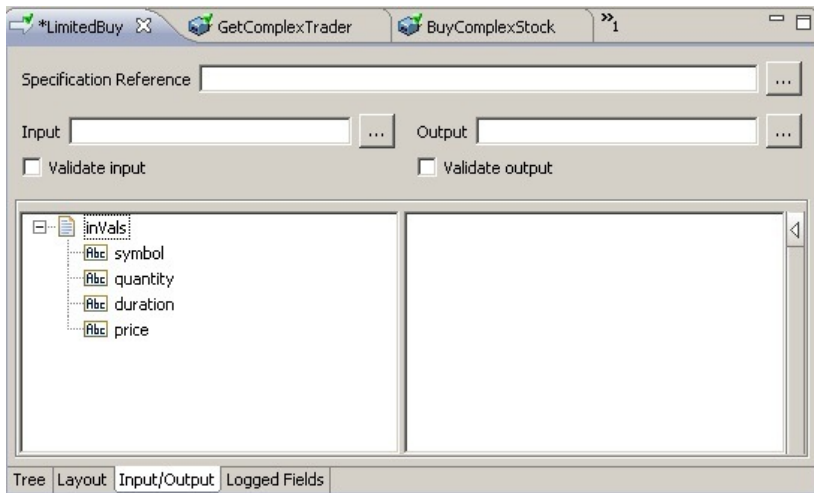 *LimitedBuy GetComplexTrader BuyComplexStock »1
Specification Reference ...
Input ... Output ...
Validate input Validate output
inVals
Abc symbol
Abc quantity
Abc duration
Abc price
Tree Layout Input/Output Logged Fields